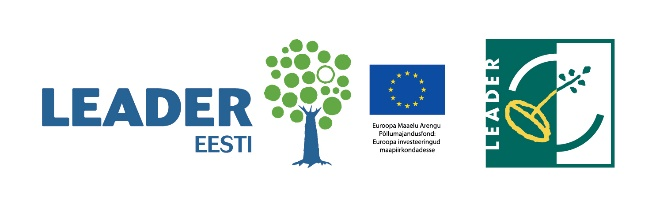 LEADER
EESTI
Euroopa Maaelu Arengu
Põllumajandusfond:
Euroopa investeeringud
maapiirkondadesse
LEADER